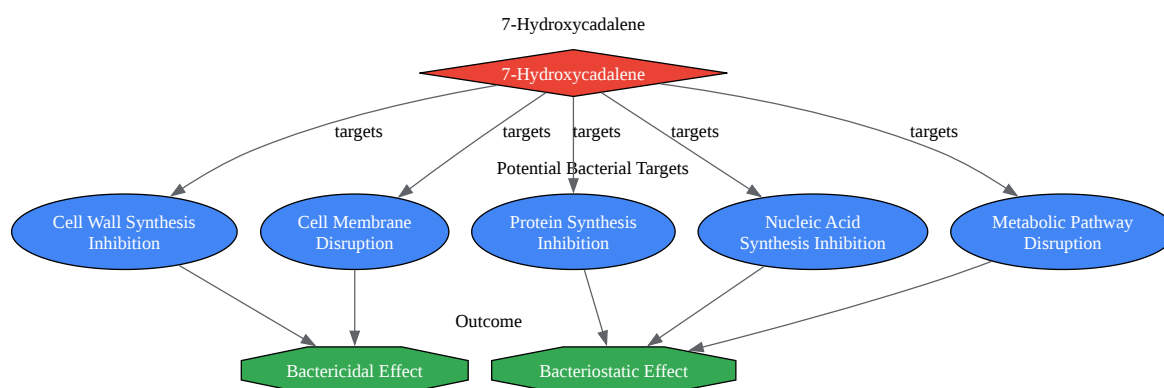 7-Hydroxycadalene
7-Hydroxycadalene
targets
targets
targets
targets
targets
Potential Bacterial Targets
Cell Wall Synthesis
Inhibition
Cell Membrane
Disruption
Protein Synthesis
Inhibition
Nucleic Acid
Synthesis Inhibition
Metabolic Pathway
Disruption
Outcome
Bactericidal Effect
Bacteriostatic Effect